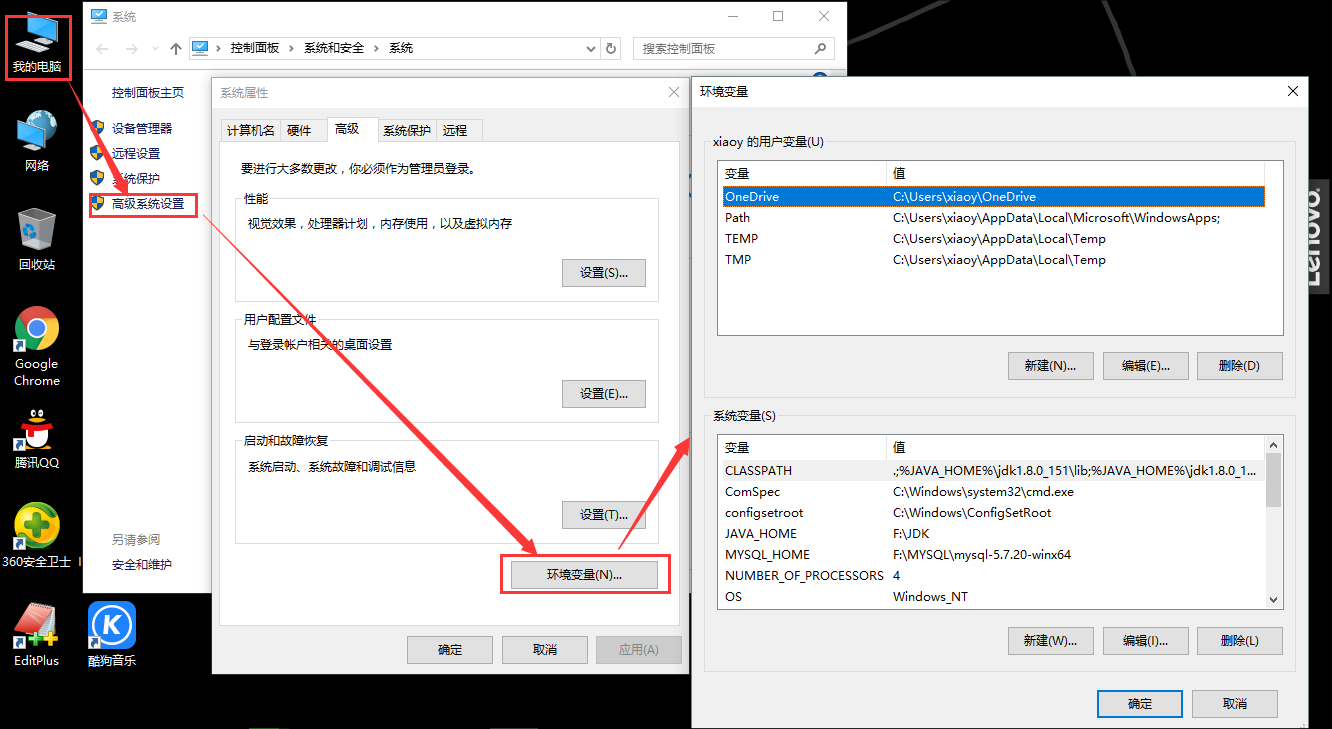 我的电脑
网络
回收站
Google
Chrome
腾讯QQ
360安全卫士
EditPlus
酷狗音乐
系统
控制面板 › 系统和安全 › 系统
搜索控制面板
控制面板主页
设备管理器
远程设置
系统保护
高级系统设置
另请参阅
安全和维护
系统属性
计算机名 硬件 高级 系统保护 远程
要进行大多数更改，你必须作为管理员登录。
性能
视觉效果，处理器计划，内存使用，以及虚拟内存
设置(S)...
用户配置文件
与登录帐户相关的桌面设置
设置(E)...
启动和故障恢复
系统启动、系统故障和调试信息
设置(T)...
环境变量(N)...
确定 取消 应用(A)
环境变量
xiaoy 的用户变量(U)
变量 值
OneDrive C:\Users\xiaoy\OneDrive
Path C:\Users\xiaoy\AppData\Local\Microsoft\WindowsApps;
TEMP C:\Users\xiaoy\AppData\Local\Temp
TMP C:\Users\xiaoy\AppData\Local\Temp
新建(N)... 编辑(E)... 删除(D)
系统变量(S)
变量 值
CLASSPATH .;%JAVA_HOME%\jdk1.8.0_151\lib;%JAVA_HOME%\jdk1.8.0_1...
ComSpec C:\Windows\system32\cmd.exe
configsetroot C:\Windows\ConfigSetRoot
JAVA_HOME F:\JDK
MYSQL_HOME F:\MYSQL\mysql-5.7.20-winx64
NUMBER_OF_PROCESSORS 4
OS Windows_NT
新建(W)... 编辑(I)... 删除(L)
确定 取消
Lenovo